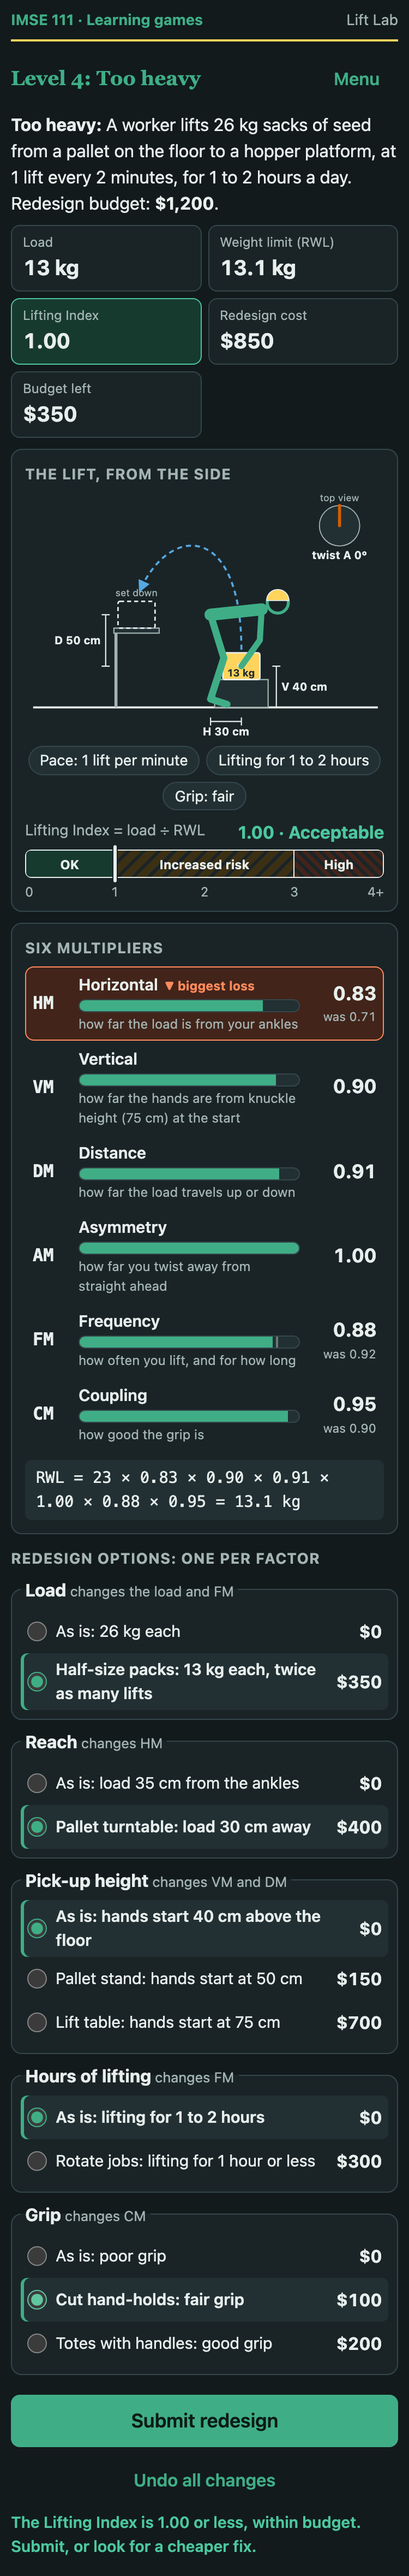 IMSE 111 · Learning games
Lift Lab
Level 4: Too heavy
Menu
Too heavy: A worker lifts 26 kg sacks of seed
from a pallet on the floor to a hopper platform, at
1 lift every 2 minutes, for 1 to 2 hours a day.
Redesign budget: $1,200.
Load
13 kg
Weight limit (RWL)
13.1 kg
Lifting Index
1.00
Redesign cost
$850
Budget left
$350
THE LIFT, FROM THE SIDE
top view
twist A 0°
set down
D 50 cm
13 kg
V 40 cm
H 30 cm
Pace: 1 lift per minute
Lifting for 1 to 2 hours
Grip: fair
Lifting Index = load ÷ RWL
1.00 · Acceptable
OK
Increased risk
High
0
1
2
3
4+
SIX MULTIPLIERS
HM
Horizontal ▼ biggest loss
how far the load is from your ankles
0.83
was 0.71
VM
Vertical
how far the hands are from knuckle
height (75 cm) at the start
0.90
DM
Distance
how far the load travels up or down
0.91
AM
Asymmetry
how far you twist away from
straight ahead
1.00
FM
Frequency
how often you lift, and for how long
0.88
was 0.92
CM
Coupling
how good the grip is
0.95
was 0.90
RWL = 23 × 0.83 × 0.90 × 0.91 ×
1.00 × 0.88 × 0.95 = 13.1 kg
REDESIGN OPTIONS: ONE PER FACTOR
Load changes the load and FM
As is: 26 kg each
$0
Half-size packs: 13 kg each, twice
as many lifts
$350
Reach changes HM
As is: load 35 cm from the ankles
$0
Pallet turntable: load 30 cm away
$400
Pick-up height changes VM and DM
As is: hands start 40 cm above the
floor
$0
Pallet stand: hands start at 50 cm
$150
Lift table: hands start at 75 cm
$700
Hours of lifting changes FM
As is: lifting for 1 to 2 hours
$0
Rotate jobs: lifting for 1 hour or less
$300
Grip changes CM
As is: poor grip
$0
Cut hand-holds: fair grip
$100
Totes with handles: good grip
$200
Submit redesign
Undo all changes
The Lifting Index is 1.00 or less, within budget.
Submit, or look for a cheaper fix.